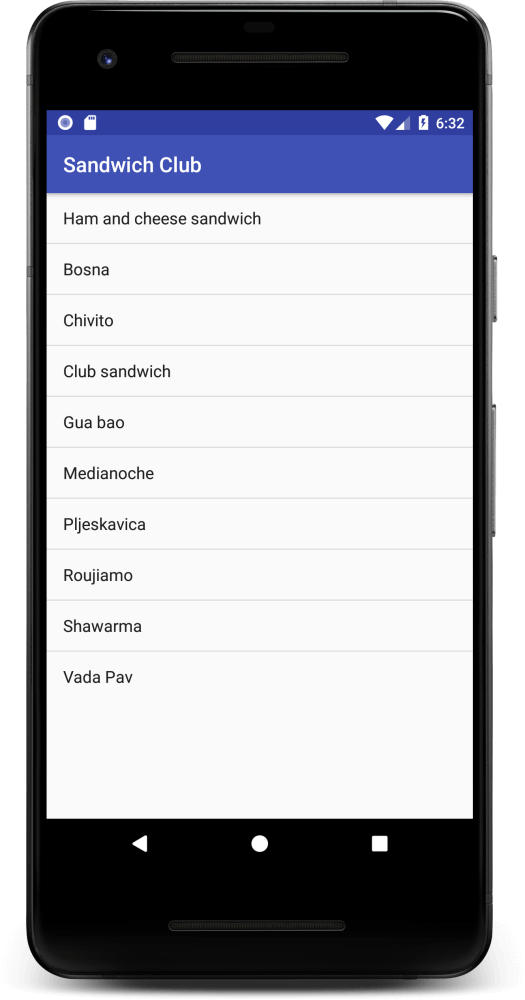 6:32
Sandwich Club
Ham and cheese sandwich
Bosna
Chivito
Club sandwich
Gua bao
Medianoche
Pljeskavica
Roujiamo
Shawarma
Vada Pav